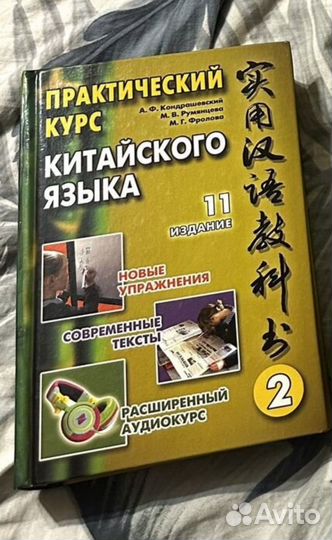 ПРАКТИЧЕСКИЙ
КУРС
А. Ф. Кондрашевский
М. В. Румянцева
М. Г. Фролова
КИТАЙСКОГО
ЯЗЫКА
实用汉语教科书
11
ИЗДАНИЕ
НОВЫЕ
УПРАЖНЕНИЯ
СОВРЕМЕННЫЕ
ТЕКСТЫ
РАСШИРЕННЫЙ
АУДИОКУРС
2
Avito